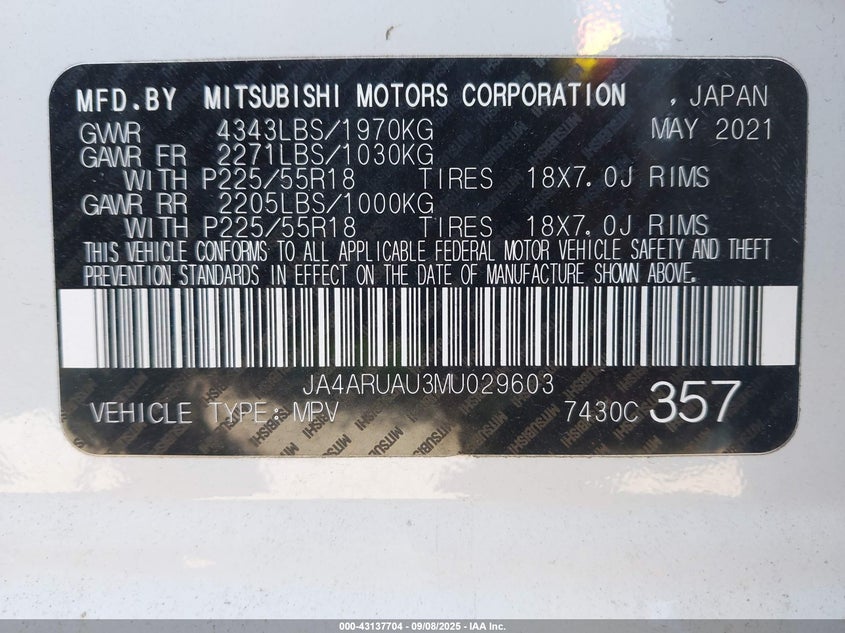 MFD.BY MITSUBISHI MOTORS CORPORATION , JAPAN
GVWR 4343LBS/1970KG MAY 2021
GAWR FR 2271LBS/1030KG
WITH P225/55R18 TIRES 18X7.0J RIMS
GAWR RR 2205LBS/1000KG
WITH P225/55R18 TIRES 18X7.0J RIMS
THIS VEHICLE CONFORMS TO ALL APPLICABLE FEDERAL MOTOR VEHICLE SAFETY AND THEFT
PREVENTION STANDARDS IN EFFECT ON THE DATE OF MANUFACTURE SHOWN ABOVE.
JA4ARUAU3MU029603
VEHICLE TYPE: MPV 7430C 357
000-43137704 - 09/08/2025 - IAA Inc.